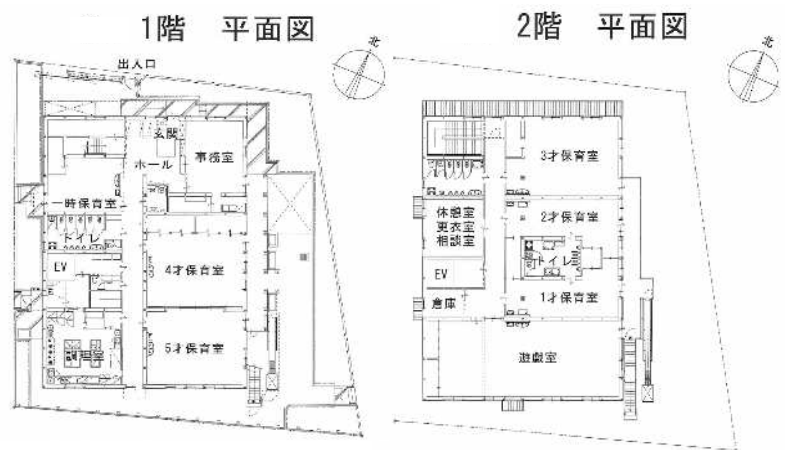 1階 平面図
2階 平面図
北
北
出入口
玄関
ホール
事務室
一時保育室
トイレ
EV
4才保育室
5才保育室
3才保育室
2才保育室
休憩室
更衣室
相談室
トイレ
EV
1才保育室
倉庫
遊戯室